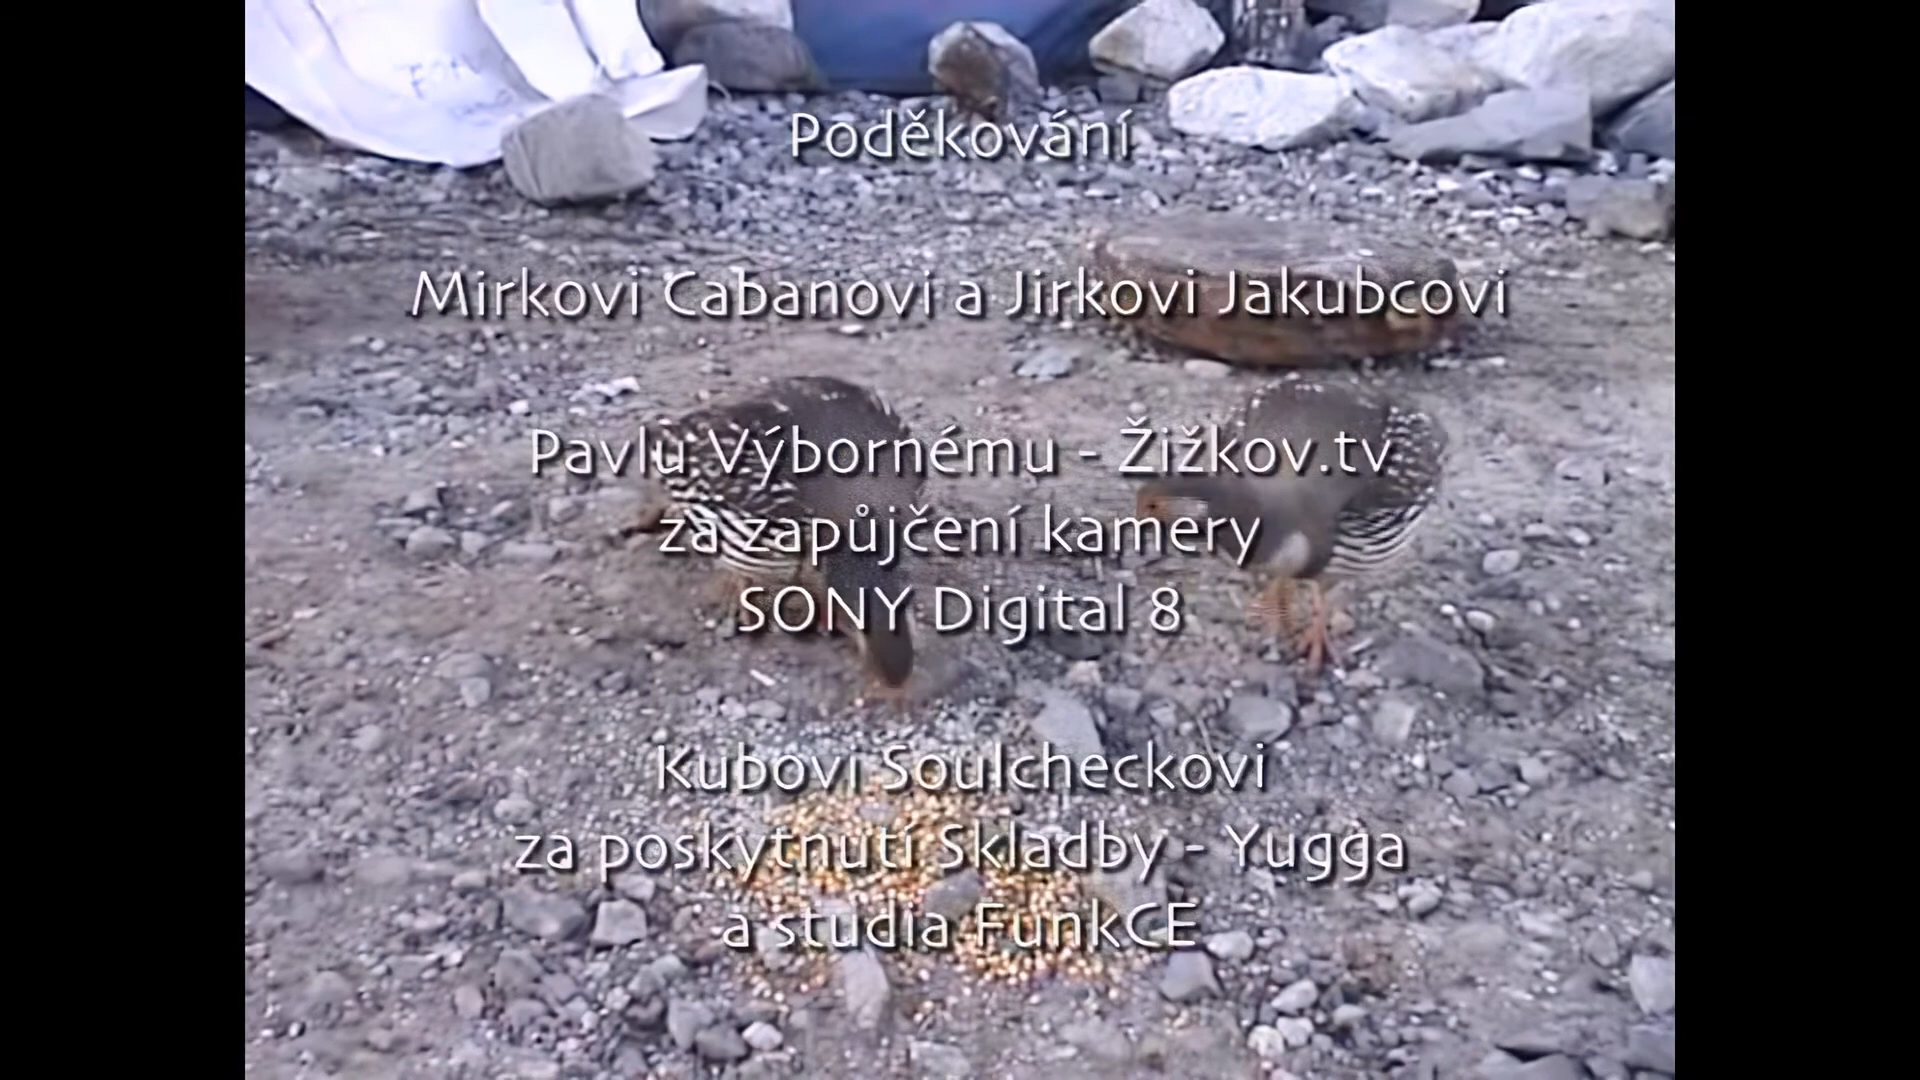 Poděkování
Mirkovi Cabanovi a Jirkovi Jakubcovi
Pavlu Výbornému - Žižkov.tv
za zapůjčení kamery
SONY Digital 8
Kubovi Soulcheckovi
za poskytnutí Skladby - Yugga
a studia FunkCE